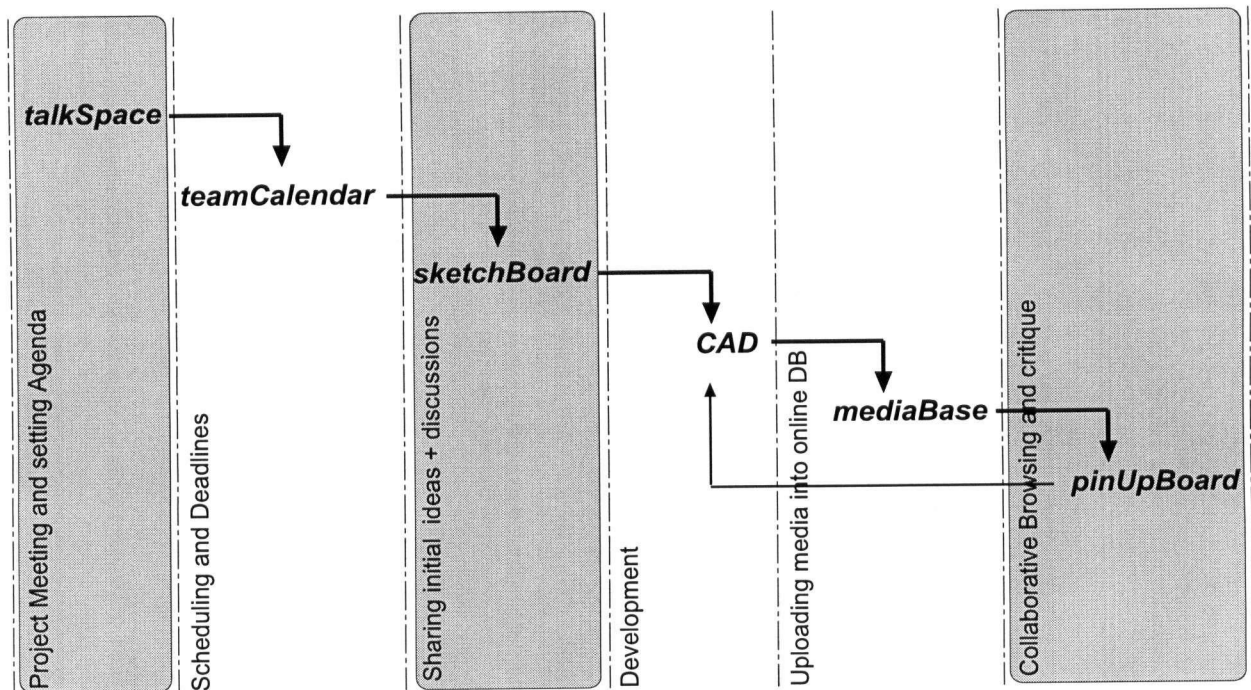 talkSpace
teamCalendar
sketchBoard
CAD
mediaBase
pinUpBoard
Project Meeting and setting Agenda
Scheduling and Deadlines
Sharing initial ideas + discussions
Development
Uploading media into online DB
Collaborative Browsing and critique